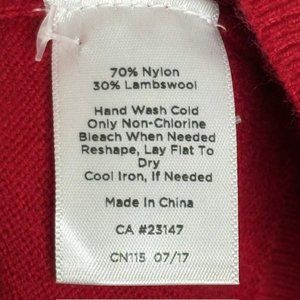 70% Nylon
30% Lambswool
Hand Wash Cold
Only Non-Chlorine
Bleach When Needed
Reshape, Lay Flat To
Dry
Cool Iron, If Needed
Made In China
CA #23147
CN115 07/17